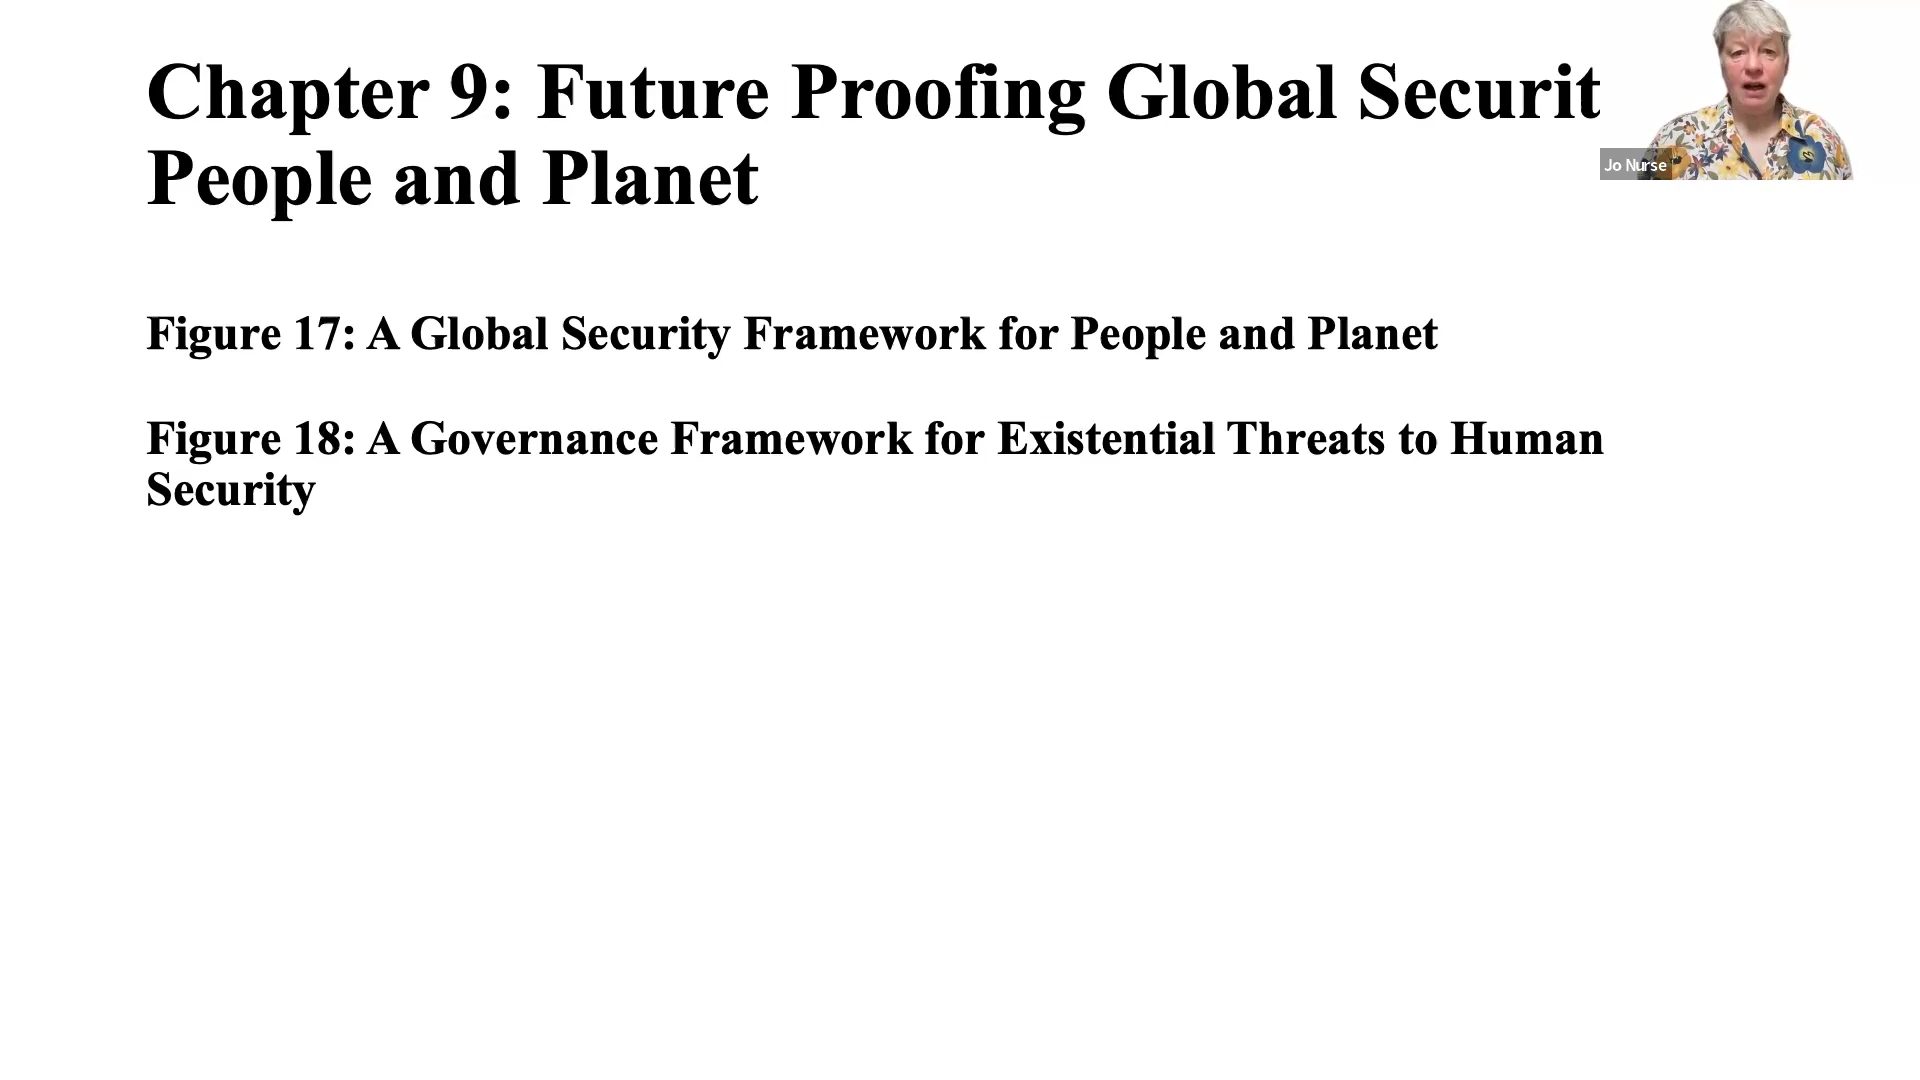 Chapter 9: Future Proofing Global Securit
People and Planet
Jo Nurse
Figure 17: A Global Security Framework for People and Planet
Figure 18: A Governance Framework for Existential Threats to Human
Security